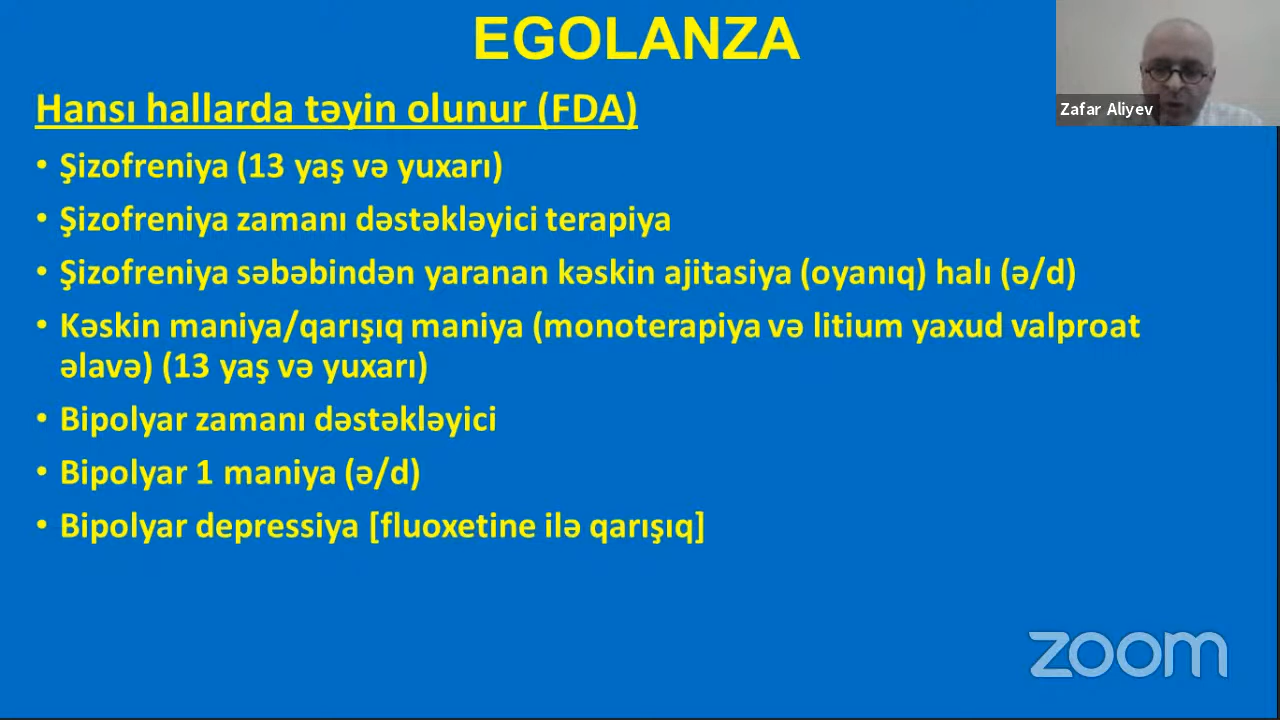 EGOLANZA
Zafar Aliyev
Hansı hallarda təyin olunur (FDA)
• Şizofreniya (13 yaş və yuxarı)
• Şizofreniya zamanı dəstəkləyici terapiya
• Şizofreniya səbəbindən yaranan kəskin ajitasiya (oyanıq) halı (ə/d)
• Kəskin maniya/qarışıq maniya (monoterapiya və litium yaxud valproat
əlavə) (13 yaş və yuxarı)
• Bipolyar zamanı dəstəkləyici
• Bipolyar 1 maniya (ə/d)
• Bipolyar depressiya [fluoxetine ilə qarışıq]
zoom